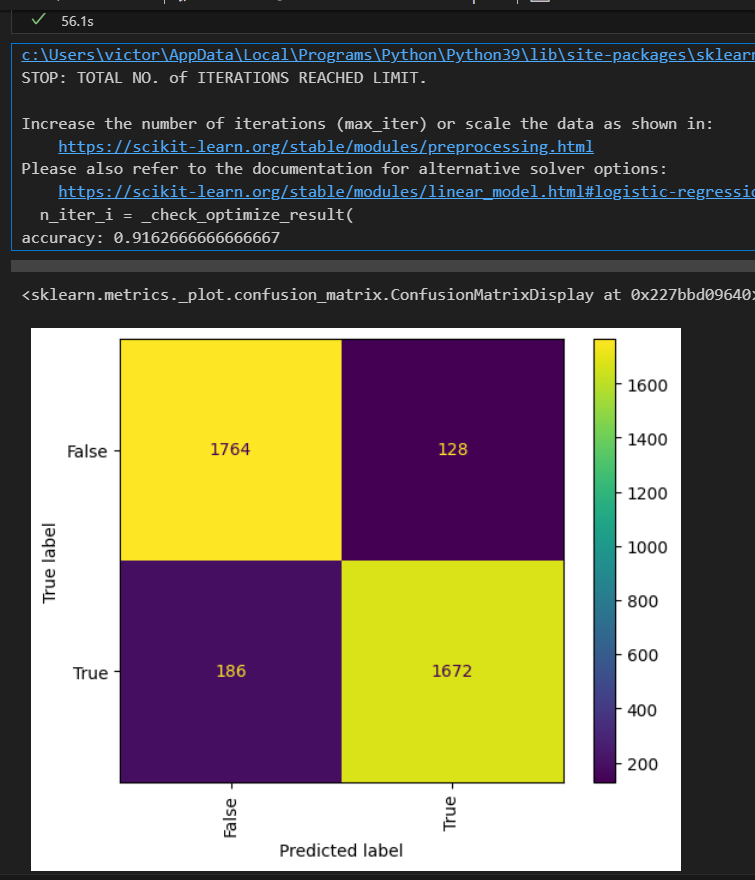 56.1s
c:\Users\victor\AppData\Local\Programs\Python\Python39\lib\site-packages\sklearn
STOP: TOTAL NO. of ITERATIONS REACHED LIMIT.
Increase the number of iterations (max_iter) or scale the data as shown in:
https://scikit-learn.org/stable/modules/preprocessing.html
Please also refer to the documentation for alternative solver options:
https://scikit-learn.org/stable/modules/linear_model.html#logistic-regressio
n_iter_i = _check_optimize_result(
accuracy: 0.9162666666666667
<sklearn.metrics._plot.confusion_matrix.ConfusionMatrixDisplay at 0x227bbd09640>
True label
False
1764
128
True
186
1672
False
True
Predicted label
1600
1400
1200
1000
800
600
400
200